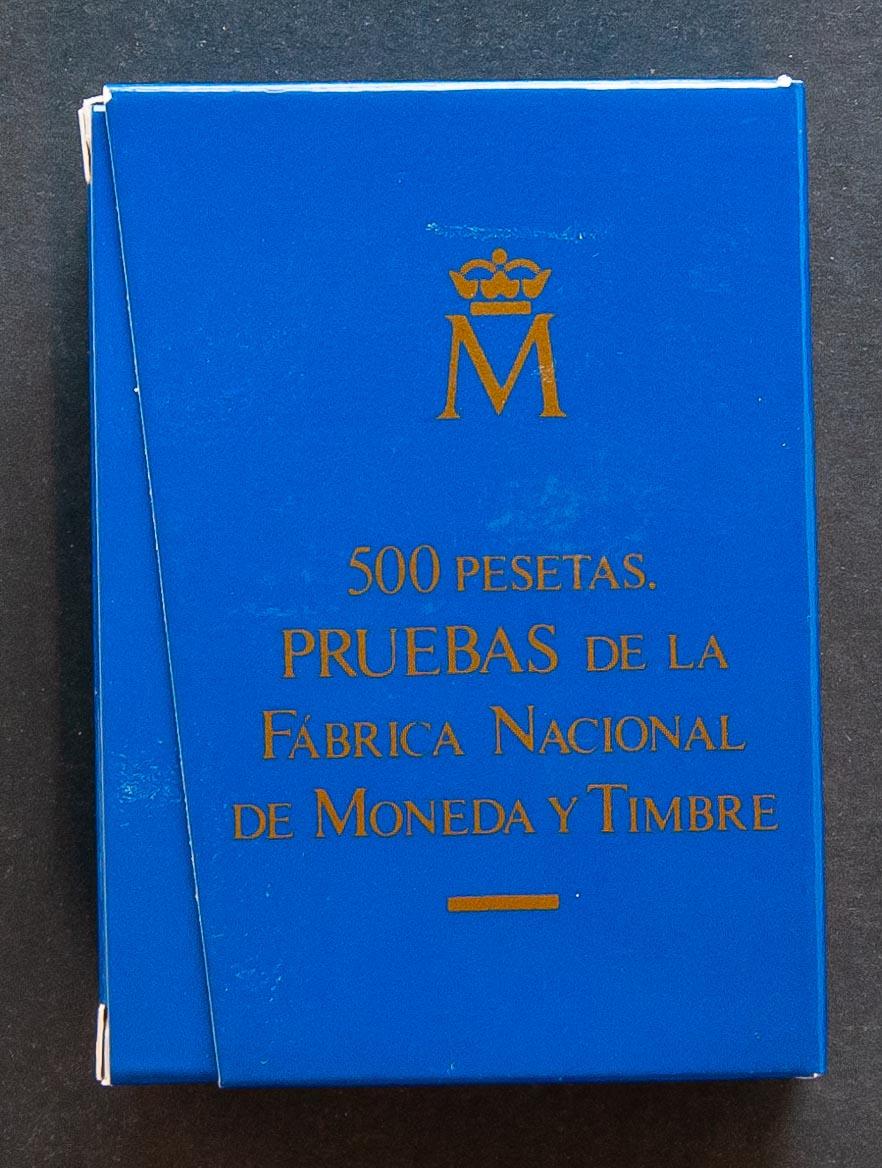 M
500 PESETAS.
PRUEBAS DE LA
FÁBRICA NACIONAL
DE MONEDA Y TIMBRE